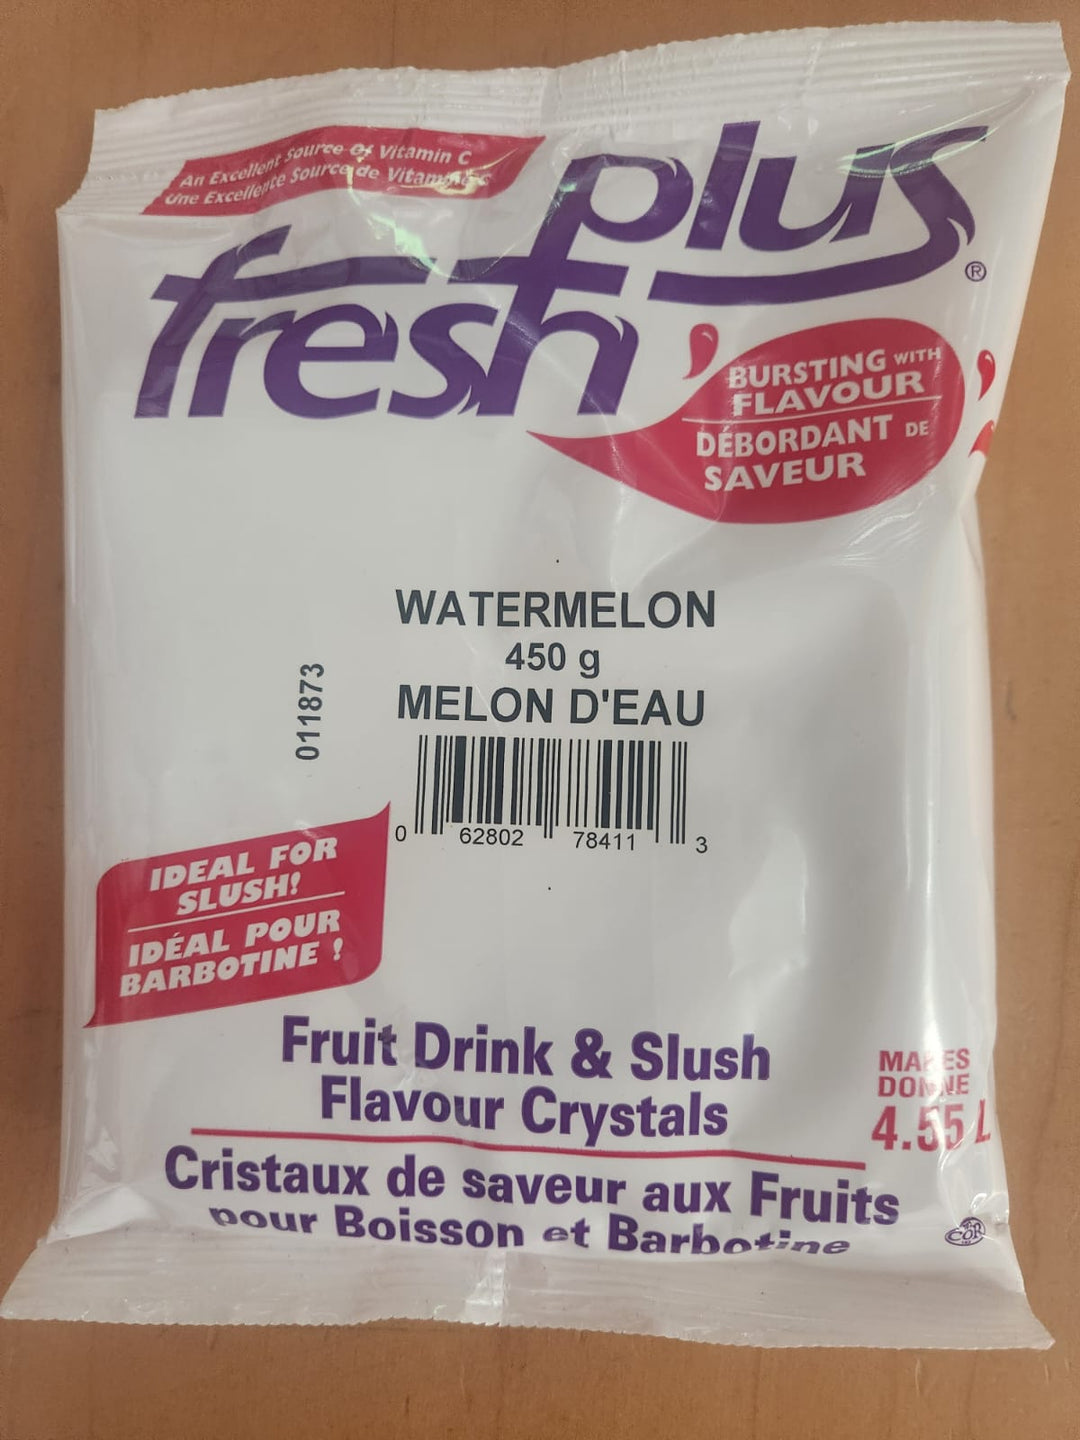 An Excellent Source of Vitamin C
Une Excellente Source de Vitamine C
fresh plus ®
BURSTING WITH
FLAVOUR
DÉBORDANT DE
SAVEUR
WATERMELON
450 g
MELON D'EAU
011873
0 62802 78411 3
IDEAL FOR
SLUSH!
IDÉAL POUR
BARBOTINE !
Fruit Drink & Slush
Flavour Crystals
MAKES
DONNE
4.55 L
Cristaux de saveur aux Fruits
pour Boisson et Barbotine
COR